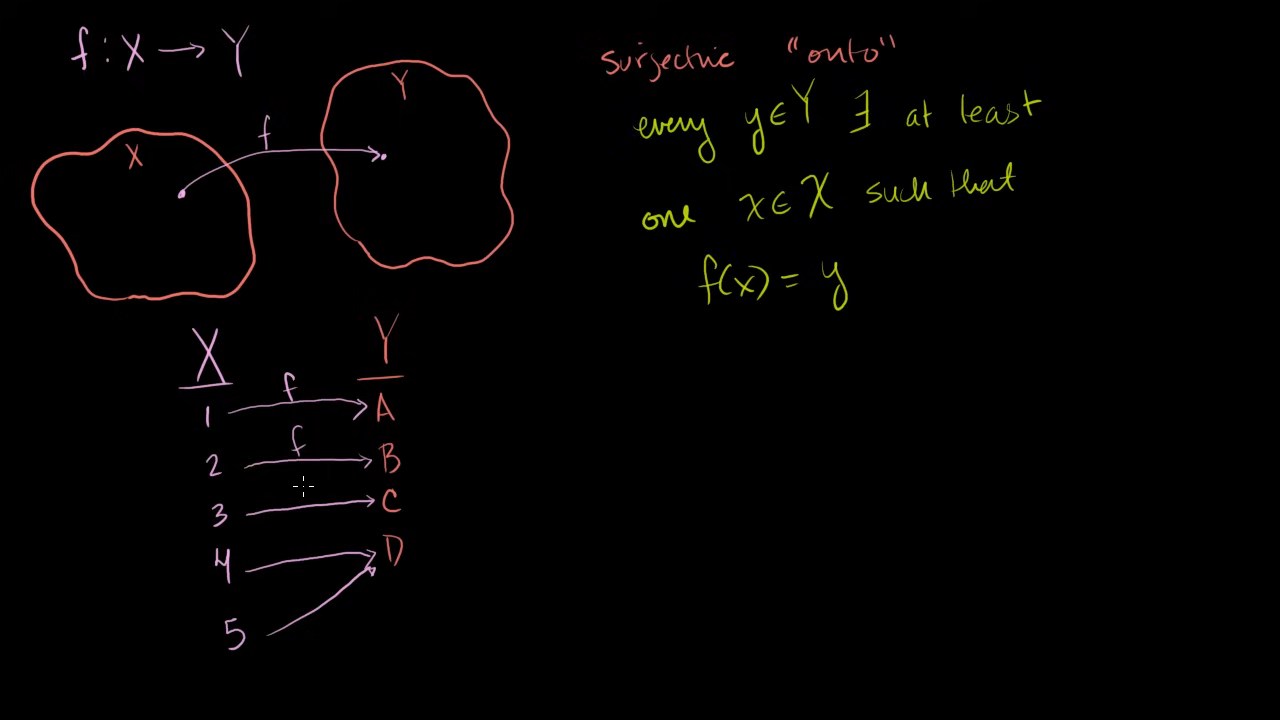 f : X → Y
X
f
Y
surjective "onto"
every y ∈ Y ∃ at least
one x ∈ X such that
f(x) = y
X Y
1 f A
2 f B
3 C
4 D
5